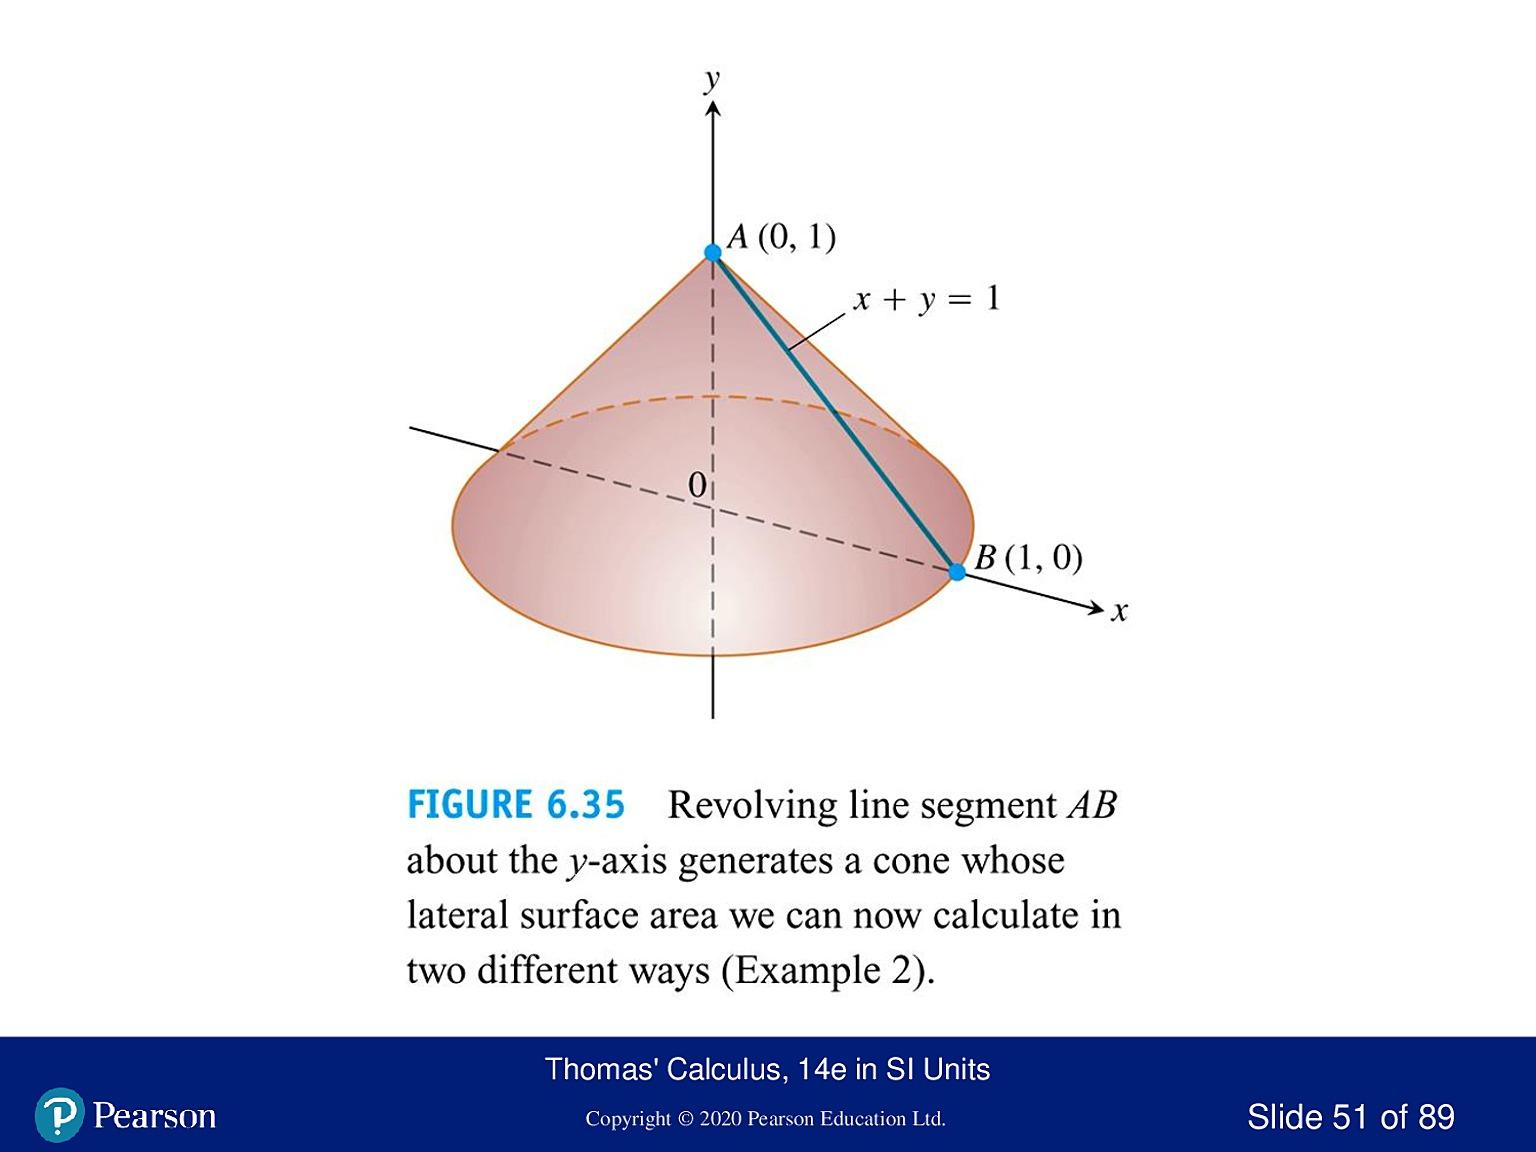 y
A (0, 1)
x + y = 1
0
B (1, 0)
x
FIGURE 6.35 Revolving line segment AB
about the y-axis generates a cone whose
lateral surface area we can now calculate in
two different ways (Example 2).
Thomas' Calculus, 14e in SI Units
Pearson
Copyright © 2020 Pearson Education Ltd.
Slide 51 of 89